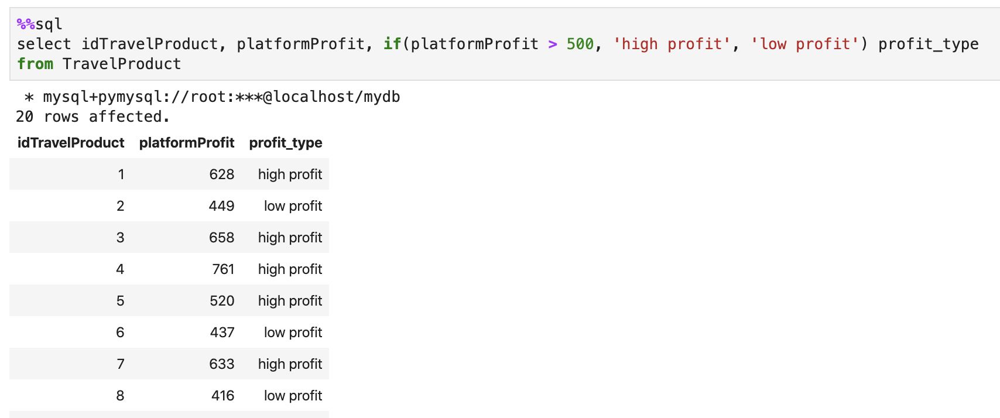 %%sql
select idTravelProduct, platformProfit, if(platformProfit > 500, 'high profit', 'low profit') profit_type
from TravelProduct
* mysql+pymysql://root:***@localhost/mydb
20 rows affected.
idTravelProduct platformProfit profit_type
1 628 high profit
2 449 low profit
3 658 high profit
4 761 high profit
5 520 high profit
6 437 low profit
7 633 high profit
8 416 low profit